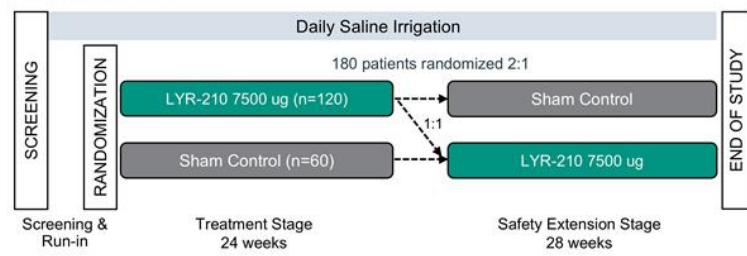 Daily Saline Irrigation
SCREENING
RANDOMIZATION
180 patients randomized 2:1
LYR-210 7500 ug (n=120)
Sham Control
1:1
Sham Control (n=60)
LYR-210 7500 ug
END OF STUDY
Screening &
Run-in
Treatment Stage
24 weeks
Safety Extension Stage
28 weeks